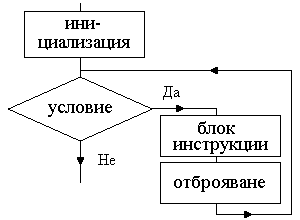 ини-
циализация
условие
Да
Не
блок
инструкции
отброяване